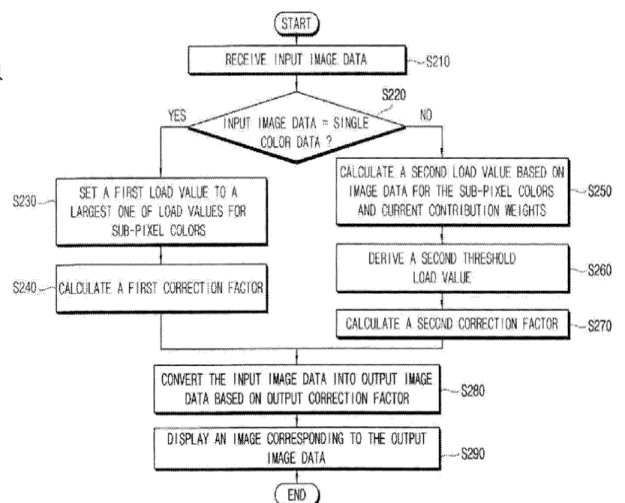 START
RECEIVE INPUT IMAGE DATA
S210
S220
YES
INPUT IMAGE DATA = SINGLE
COLOR DATA ?
NO
S230
SET A FIRST LOAD VALUE TO A
LARGEST ONE OF LOAD VALUES FOR
SUB-PIXEL COLORS
CALCULATE A SECOND LOAD VALUE BASED ON
IMAGE DATA FOR THE SUB-PIXEL COLORS
AND CURRENT CONTRIBUTION WEIGHTS
S250
S240
CALCULATE A FIRST CORRECTION FACTOR
DERIVE A SECOND THRESHOLD
LOAD VALUE
S260
CALCULATE A SECOND CORRECTION FACTOR
S270
CONVERT THE INPUT IMAGE DATA INTO OUTPUT IMAGE
DATA BASED ON OUTPUT CORRECTION FACTOR
S280
DISPLAY AN IMAGE CORRESPONDING TO THE OUTPUT
IMAGE DATA
S290
END